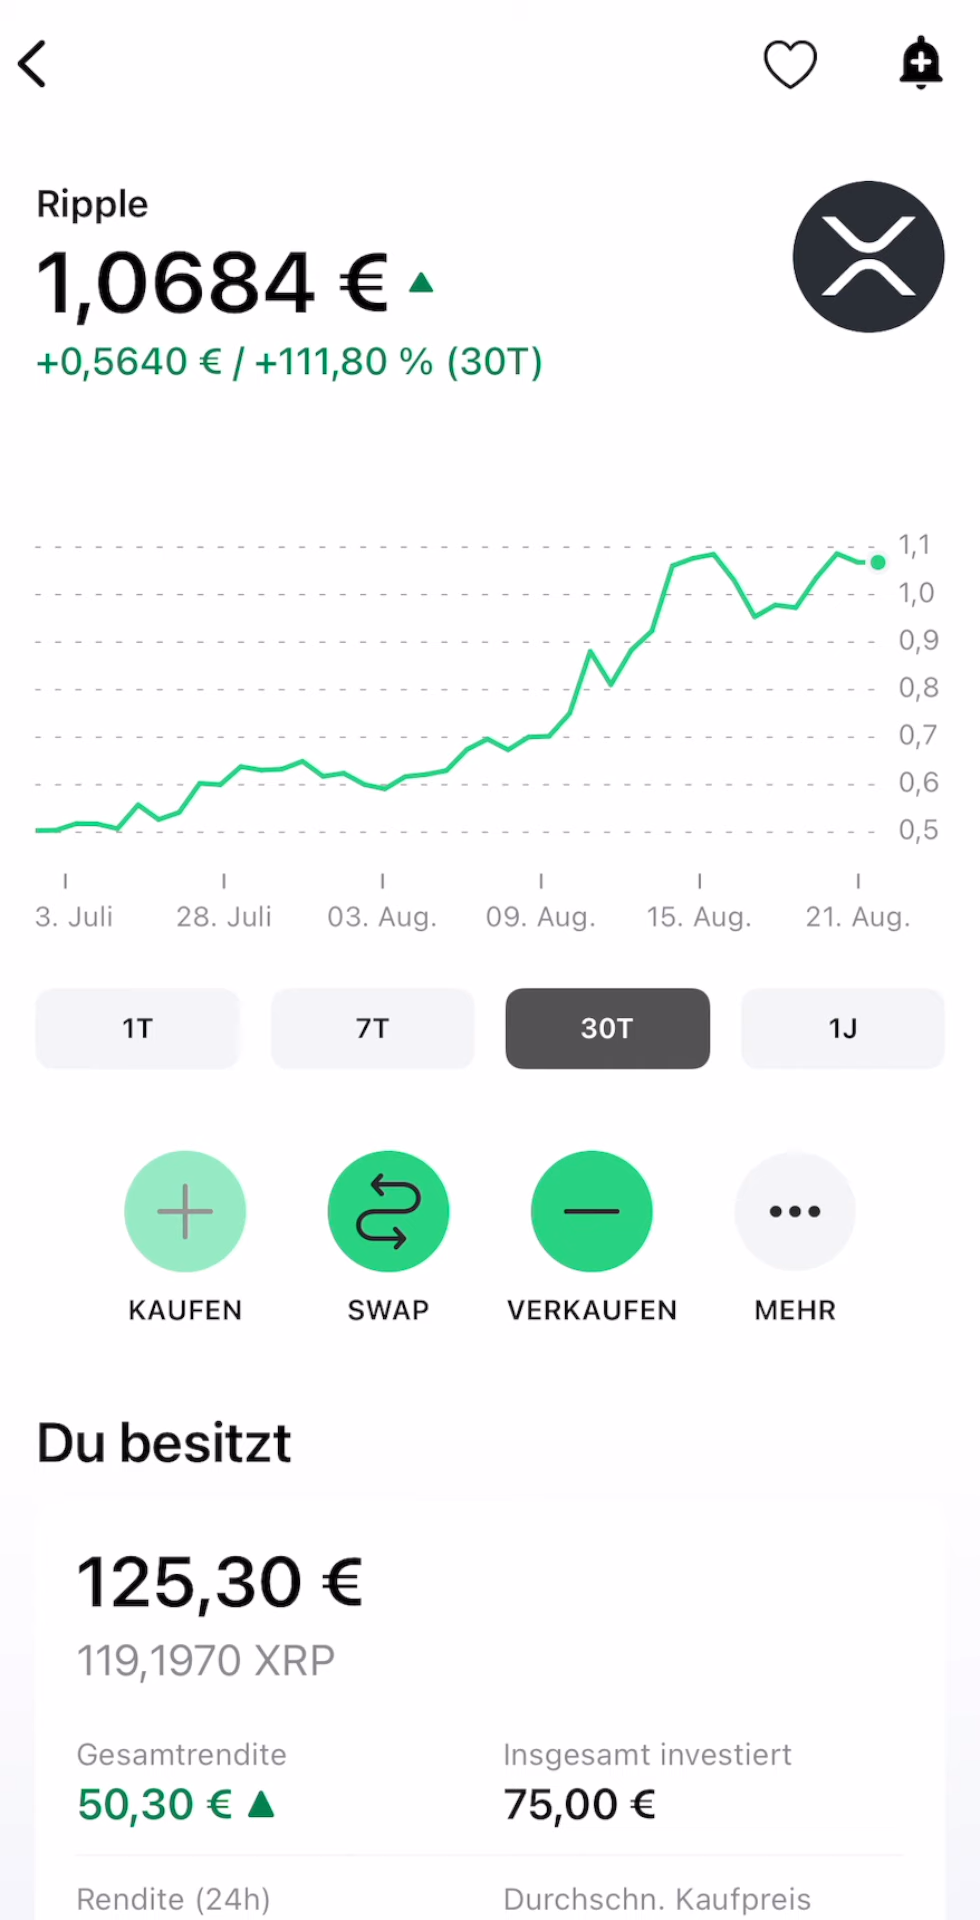 Ripple
1,0684 €
+0,5640 € / +111,80 % (30T)
1,1
1,0
0,9
0,8
0,7
0,6
0,5
3. Juli 28. Juli 03. Aug. 09. Aug. 15. Aug. 21. Aug.
1T 7T 30T 1J
KAUFEN SWAP VERKAUFEN MEHR
Du besitzt
125,30 €
119,1970 XRP
Gesamtrendite Insgesamt investiert
50,30 € 75,00 €
Rendite (24h) Durchschn. Kaufpreis